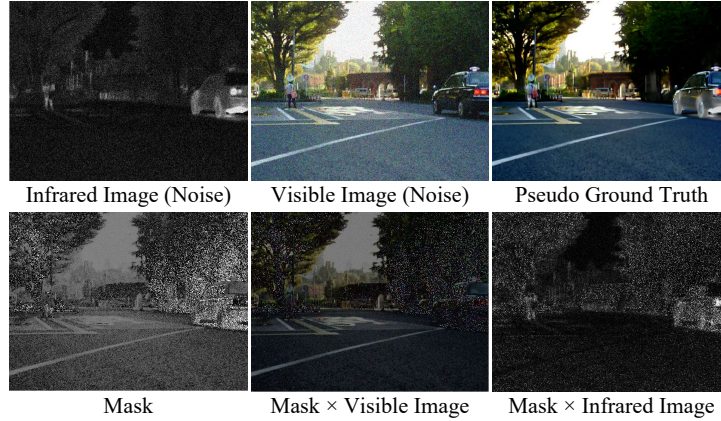 Infrared Image (Noise)
Visible Image (Noise)
Pseudo Ground Truth
Mask
Mask × Visible Image
Mask × Infrared Image